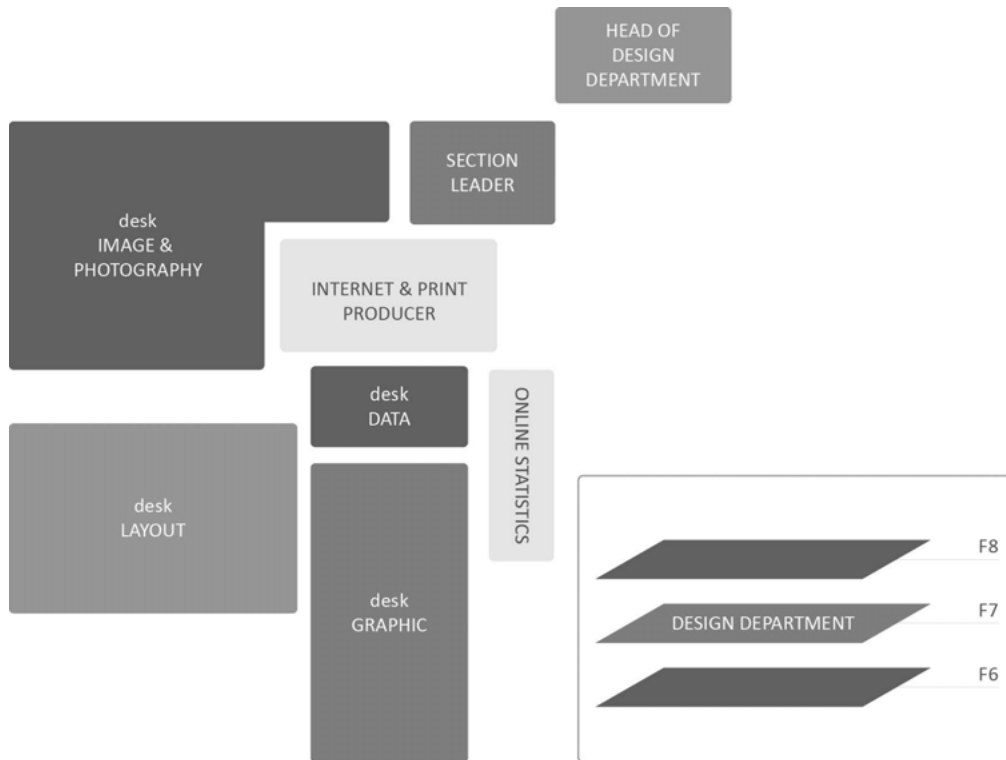 HEAD OF
DESIGN
DEPARTMENT
SECTION
LEADER
desk
IMAGE &
PHOTOGRAPHY
INTERNET & PRINT
PRODUCER
desk
DATA
ONLINE STATISTICS
desk
LAYOUT
desk
GRAPHIC
F8
DESIGN DEPARTMENT
F7
F6